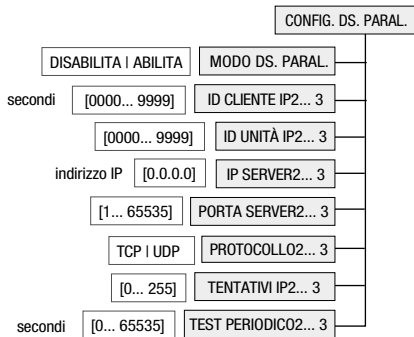 CONFIG. DS. PARAL.
DISABILITA | ABILITA MODO DS. PARAL.
secondi [0000... 9999] ID CLIENTE IP2... 3
[0000... 9999] ID UNITÀ IP2... 3
indirizzo IP [0.0.0.0] IP SERVER2... 3
[1... 65535] PORTA SERVER2... 3
TCP | UDP PROTOCOLLO2... 3
[0... 255] TENTATIVI IP2... 3
secondi [0... 65535] TEST PERIODICO2... 3